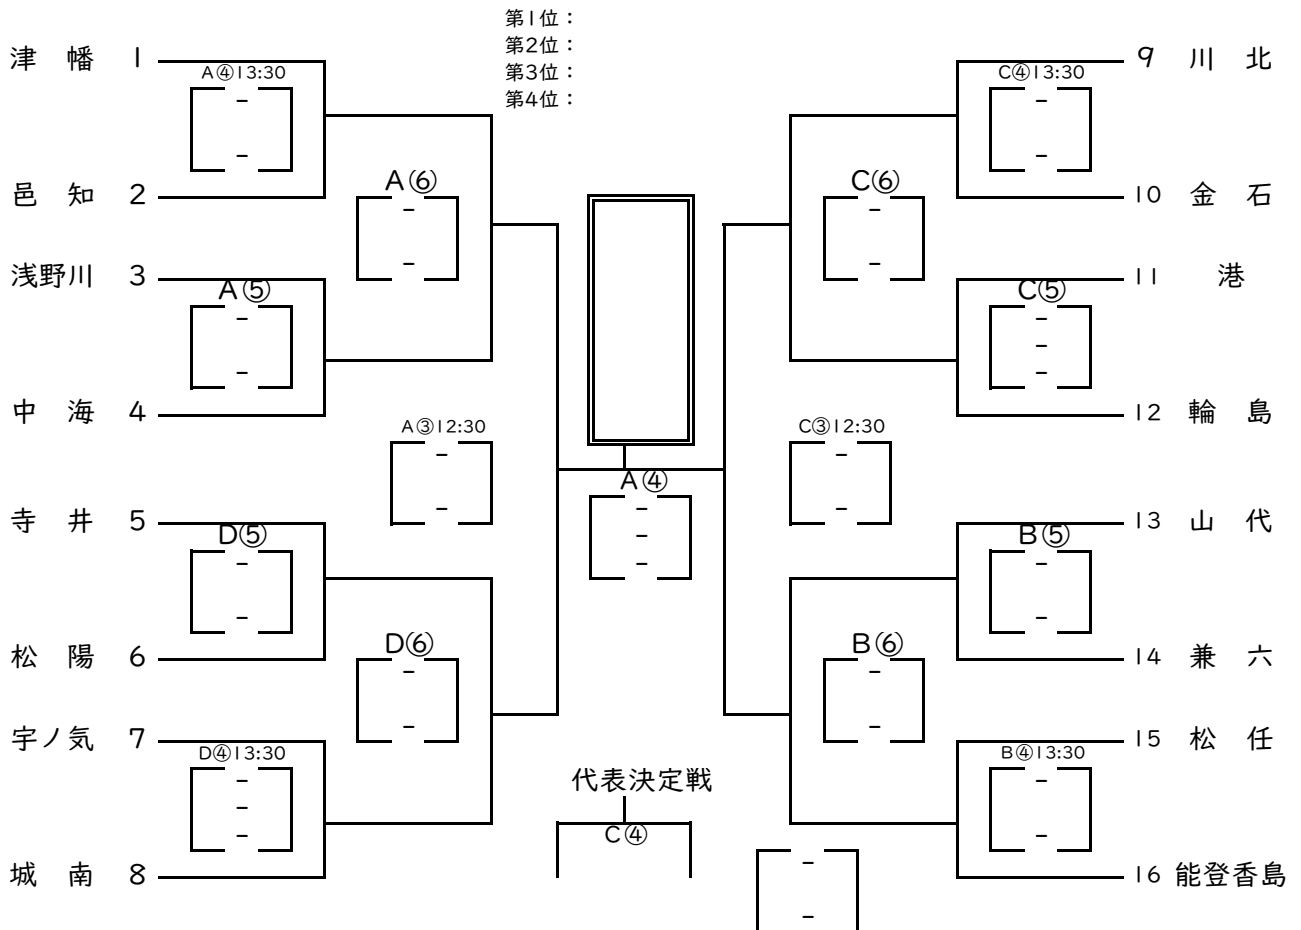 第1位：
第2位：
第3位：
第4位：
津　幡　1
A④13:30
–
–
邑　知　2
A⑥
–
–
浅野川　3
A⑤
–
–
中　海　4
A③12:30
–
–
寺　井　5
D⑤
–
–
松　陽　6
D⑥
–
–
宇ノ気　7
D④13:30
–
–
–
城　南　8
A④
–
–
–
代表決定戦
C④
–
–
9　川　北
C④13:30
–
–
10　金　石
C⑥
–
–
11　港
C⑤
–
–
–
12　輪　島
C③12:30
–
–
13　山　代
B⑤
–
–
14　兼　六
B⑥
–
–
15　松　任
B④13:30
–
–
16　能登香島